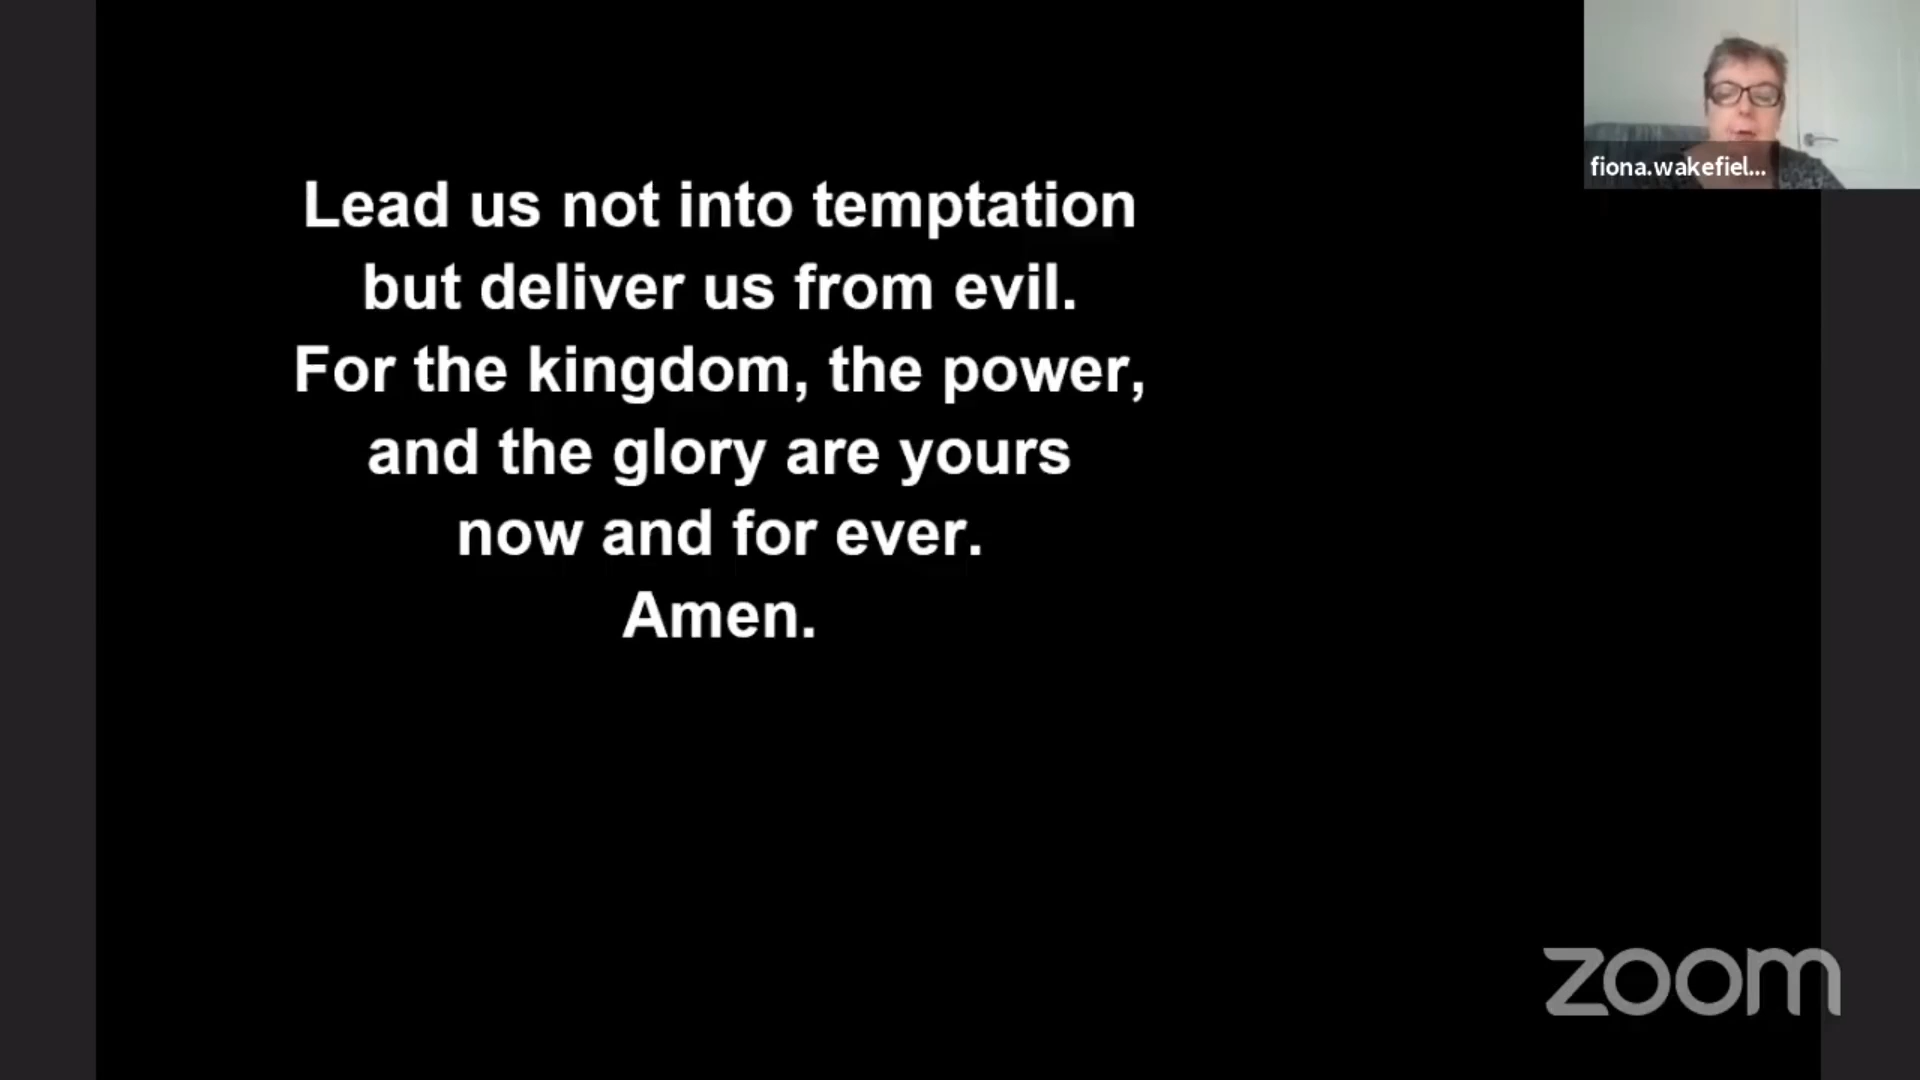 Lead us not into temptation
but deliver us from evil.
For the kingdom, the power,
and the glory are yours
now and for ever.
Amen.
fiona.wakefiel...
zoom